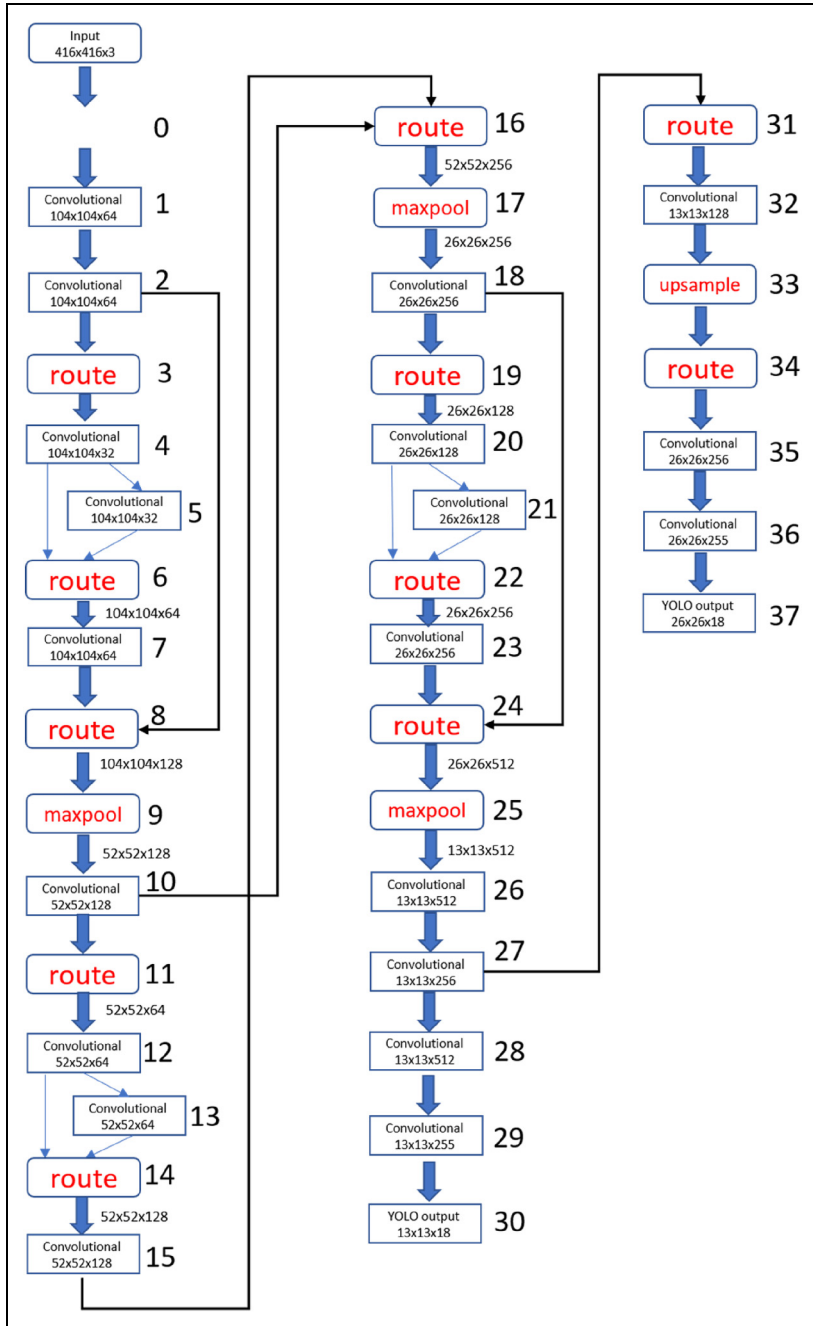 Input
416x416x3
0
Convolutional
104x104x64
1
Convolutional
104x104x64
2
route
3
Convolutional
104x104x32
4
Convolutional
104x104x32
5
route
6
104x104x64
Convolutional
104x104x64
7
route
8
104x104x128
maxpool
9
52x52x128
Convolutional
52x52x128
10
route
11
52x52x64
Convolutional
52x52x64
12
Convolutional
52x52x64
13
route
14
52x52x128
Convolutional
52x52x128
15
route
16
52x52x256
maxpool
17
26x26x256
Convolutional
26x26x256
18
route
19
26x26x128
Convolutional
26x26x128
20
Convolutional
26x26x128
21
route
22
26x26x256
Convolutional
26x26x256
23
route
24
26x26x512
maxpool
25
13x13x512
Convolutional
13x13x512
26
Convolutional
13x13x256
27
Convolutional
13x13x512
28
Convolutional
13x13x255
29
YOLO output
13x13x18
30
route
31
Convolutional
13x13x128
32
upsample
33
route
34
Convolutional
26x26x256
35
Convolutional
26x26x255
36
YOLO output
26x26x18
37